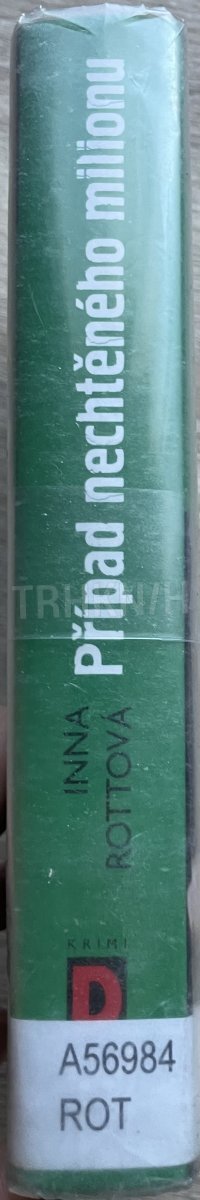 Případ nechtěného milionu
INNA
ROTTOVÁ
KRIMI
D
A56984
ROT